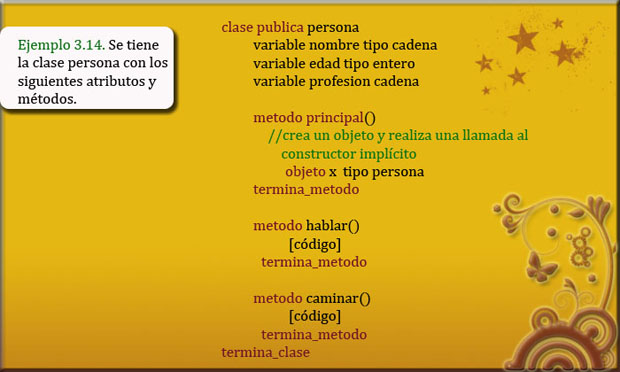 Ejemplo 3.14. Se tiene
la clase persona con los
siguientes atributos y
métodos.
clase publica persona
variable nombre tipo cadena
variable edad tipo entero
variable profesion cadena
metodo principal()
//crea un objeto y realiza una llamada al
constructor implícito
objeto x tipo persona
termina_metodo
metodo hablar()
[código]
termina_metodo
metodo caminar()
[código]
termina_metodo
termina_clase